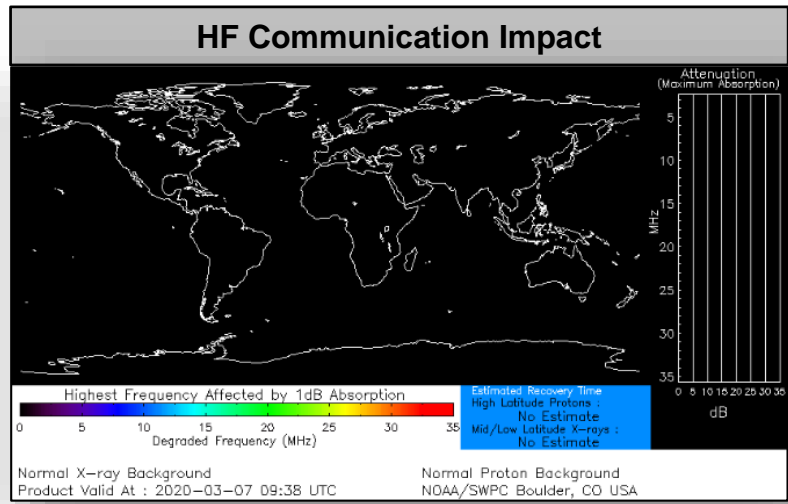 HF Communication Impact
Attenuation
(Maximum Absorption)
5
10
15
20
25
30
35
MHz
0 5 10 15 20 25 30 35
dB
Highest Frequency Affected by 1dB Absorption
0 5 10 15 20 25 30 35
Degraded Frequency (MHz)
Estimated Recovery Time
High Latitude Protons :
No Estimate
Mid/Low Latitude X-rays :
No Estimate
Normal X-ray Background
Normal Proton Background
Product Valid At : 2020-03-07 09:38 UTC
NOAA/SWPC Boulder, CO USA